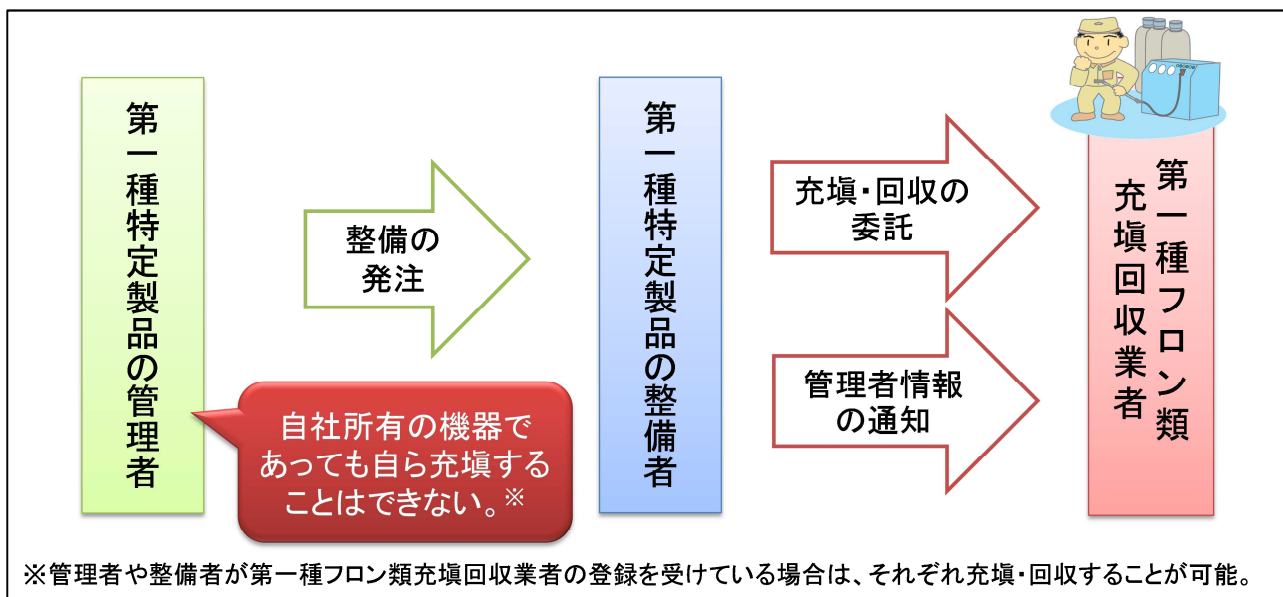 第一種特定製品の管理者
整備の
発注
自社所有の機器で
あっても自ら充塡する
ことはできない。※
第一種特定製品の整備者
充塡・回収の
委託
管理者情報
の通知
第一種フロン類
充塡回収業者
※管理者や整備者が第一種フロン類充塡回収業者の登録を受けている場合は、それぞれ充塡・回収することが可能。